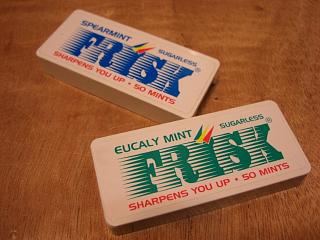 SPEARMINT SUGARLESS
FRISK®
SHARPENS YOU UP • 50 MINTS
EUCALY MINT SUGARLESS
FRISK®
SHARPENS YOU UP • 50 MINTS